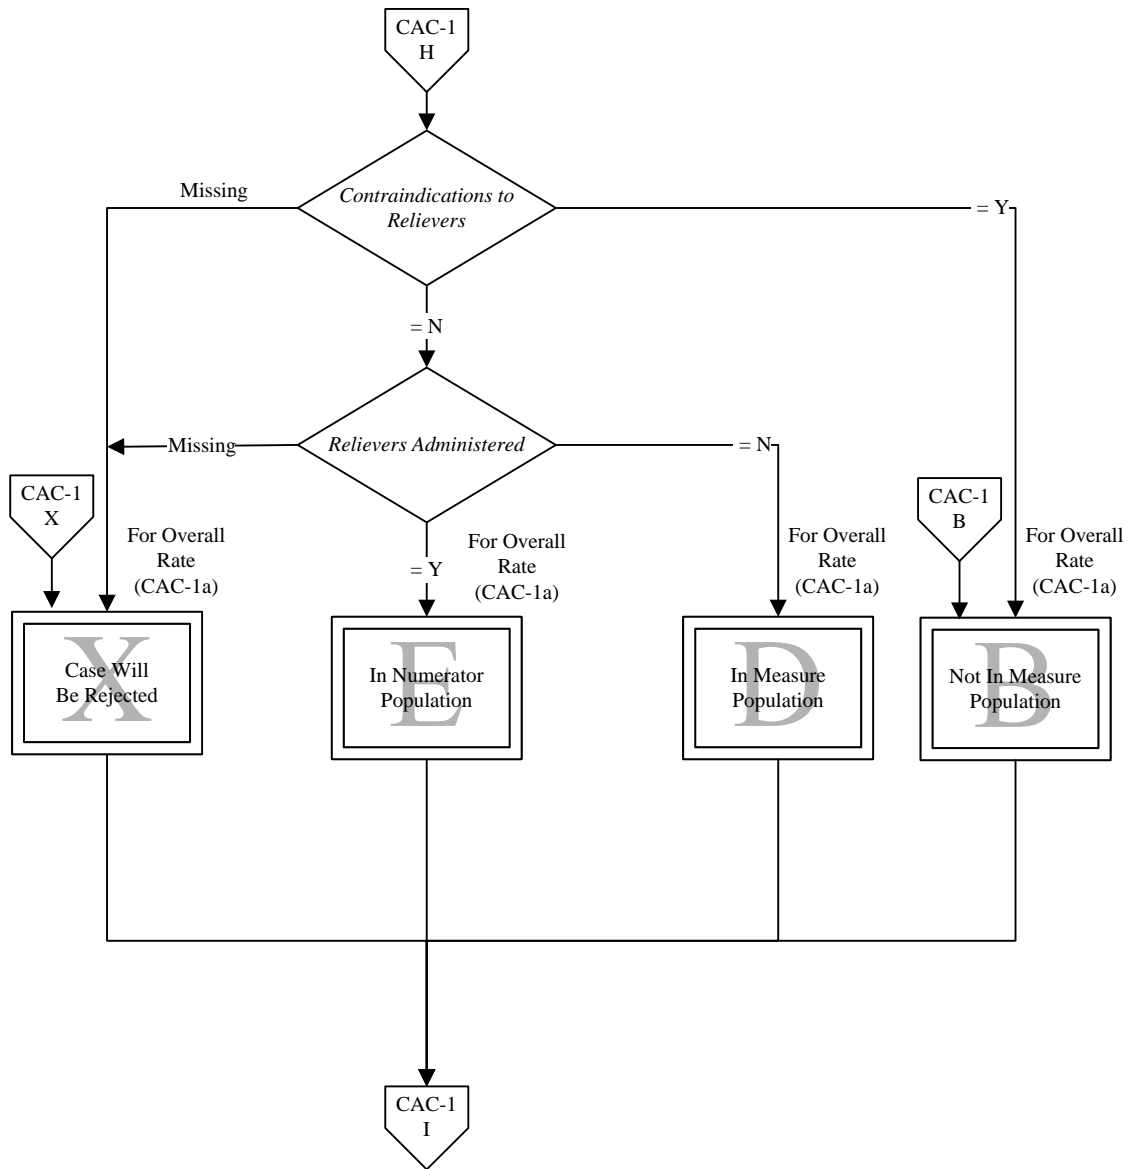 CAC-1
H
Contraindications to
Relievers
Missing
= Y
= N
Relievers Administered
Missing
= N
CAC-1
X
CAC-1
B
For Overall
Rate
(CAC-1a)
= Y
For Overall
Rate
(CAC-1a)
For Overall
Rate
(CAC-1a)
For Overall
Rate
(CAC-1a)
X
Case Will
Be Rejected
E
In Numerator
Population
D
In Measure
Population
B
Not In Measure
Population
CAC-1
I